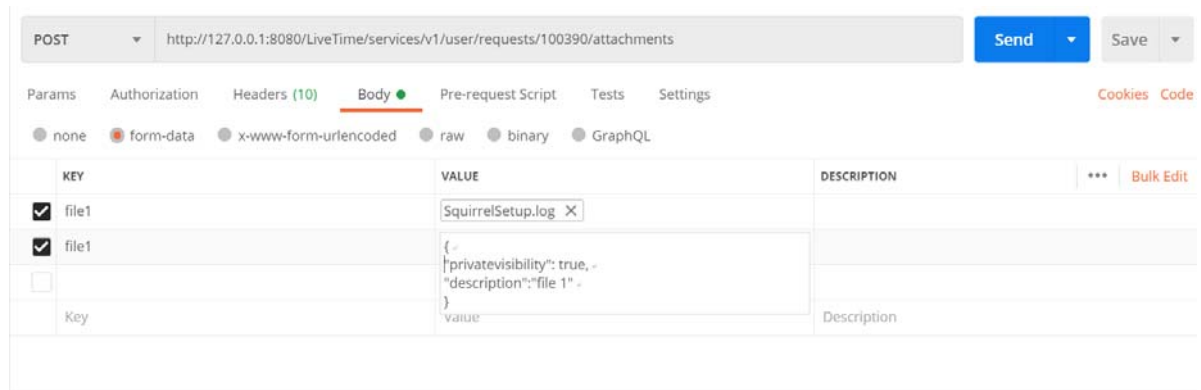 POST http://127.0.0.1:8080/LiveTime/services/v1/user/requests/100390/attachments Send Save
Params Authorization Headers (10) Body Pre-request Script Tests Settings Cookies Code
none form-data x-www-form-urlencoded raw binary GraphQL
KEY VALUE DESCRIPTION ••• Bulk Edit
file1 SquirrelSetup.log X
file1 {
"privatevisibility": true,
"description":"file 1"
}
Key Value Description